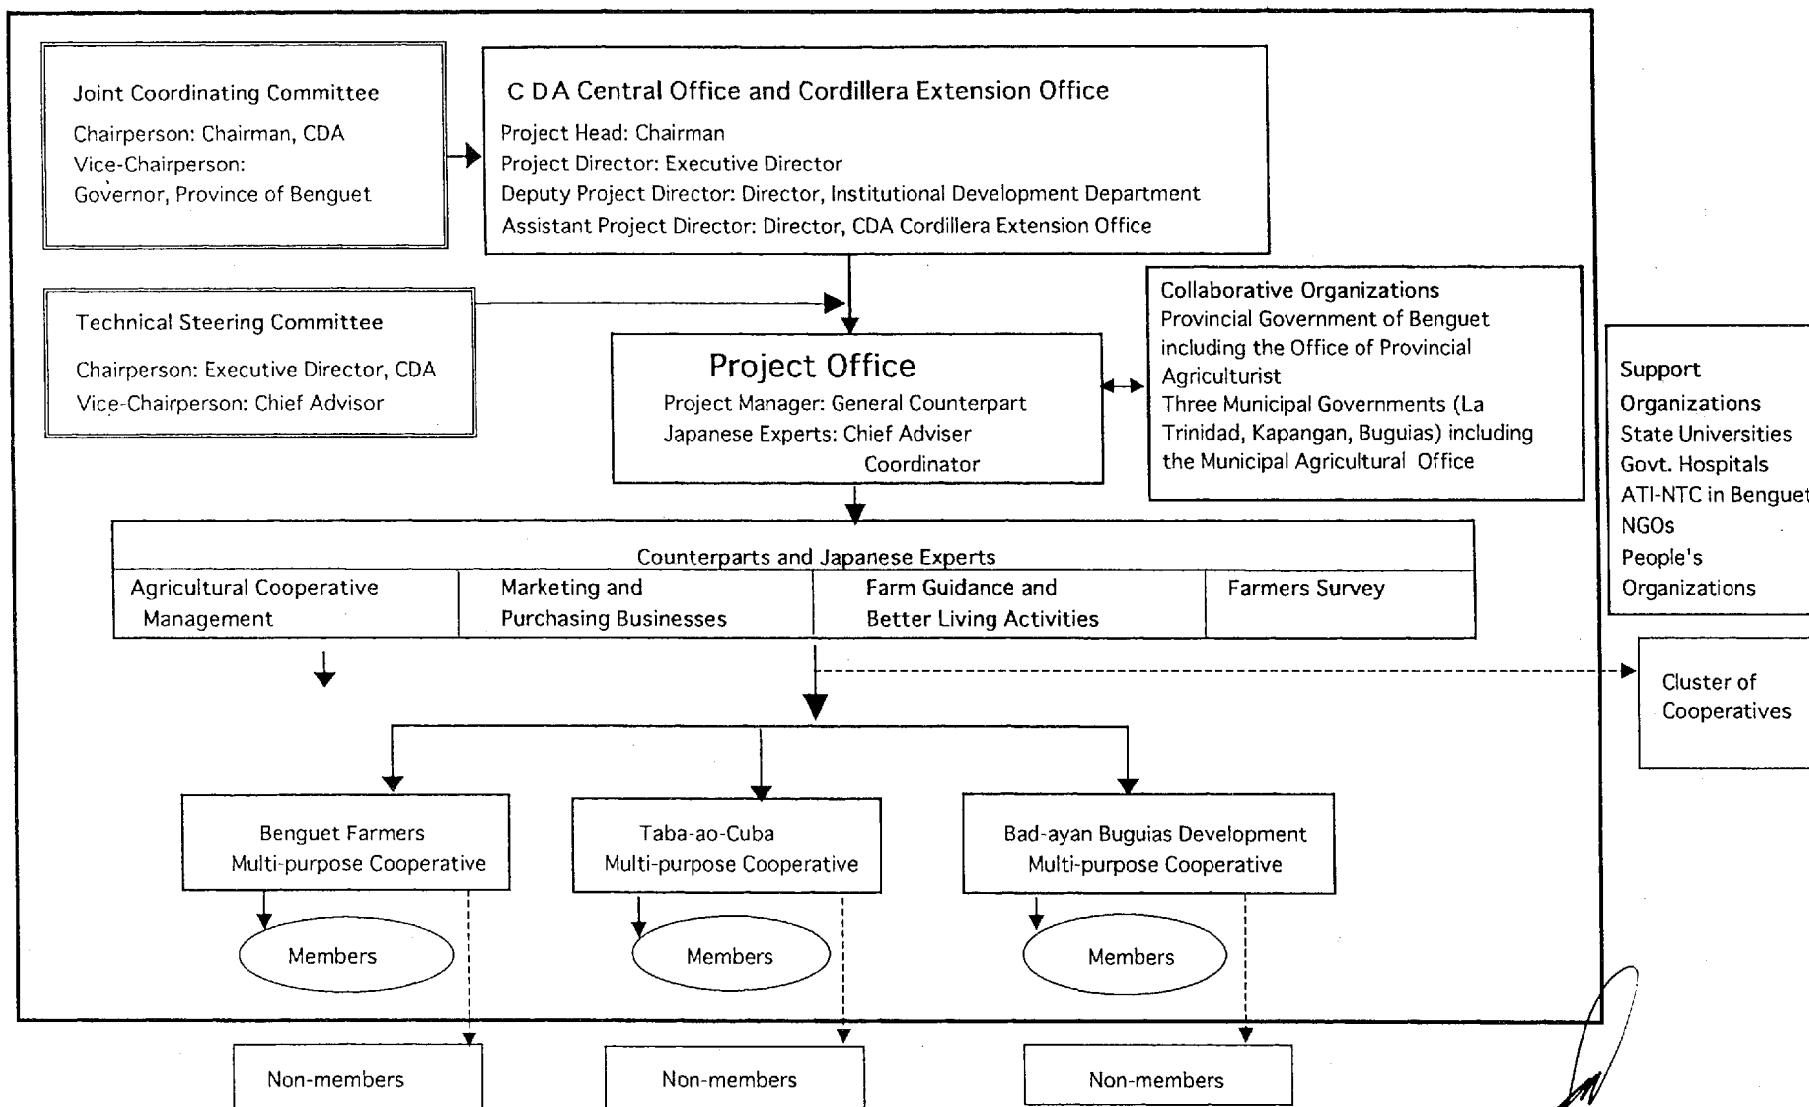 Joint Coordinating Committee
Chairperson: Chairman, CDA
Vice-Chairperson:
Governor, Province of Benguet
C D A Central Office and Cordillera Extension Office
Project Head: Chairman
Project Director: Executive Director
Deputy Project Director: Director, Institutional Development Department
Assistant Project Director: Director, CDA Cordillera Extension Office
Technical Steering Committee
Chairperson: Executive Director, CDA
Vice-Chairperson: Chief Advisor
Project Office
Project Manager: General Counterpart
Japanese Experts: Chief Adviser
Coordinator
Collaborative Organizations
Provincial Government of Benguet
including the Office of Provincial
Agriculturist
Three Municipal Governments (La
Trinidad, Kapangan, Buguias) including
the Municipal Agricultural Office
Support
Organizations
State Universities
Govt. Hospitals
ATI-NTC in Benguet
NGOs
People's
Organizations
Counterparts and Japanese Experts
Agricultural Cooperative
Management
Marketing and
Purchasing Businesses
Farm Guidance and
Better Living Activities
Farmers Survey
Cluster of
Cooperatives
Benguet Farmers
Multi-purpose Cooperative
Taba-ao-Cuba
Multi-purpose Cooperative
Bad-ayan Buguias Development
Multi-purpose Cooperative
Members
Members
Members
Non-members
Non-members
Non-members